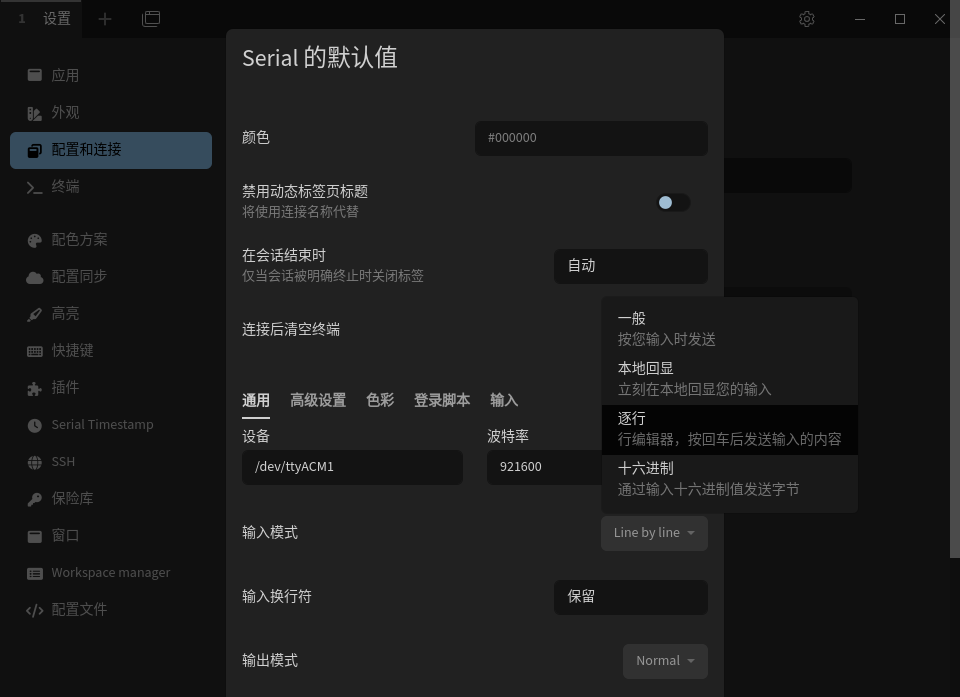 1 设置
应用
外观
配置和连接
终端
配色方案
配置同步
高亮
快捷键
插件
Serial Timestamp
SSH
保险库
窗口
Workspace manager
配置文件
Serial 的默认值
颜色
#000000
禁用动态标签页标题
将使用连接名称代替
在会话结束时
仅当会话被明确终止时关闭标签
自动
连接后清空终端
通用 高级设置 色彩 登录脚本 输入
设备
波特率
/dev/ttyACM1
921600
一般
按您输入时发送
本地回显
立刻在本地回显您的输入
逐行
行编辑器，按回车后发送输入的内容
十六进制
通过输入十六进制值发送字节
输入模式
Line by line
输入换行符
保留
输出模式
Normal